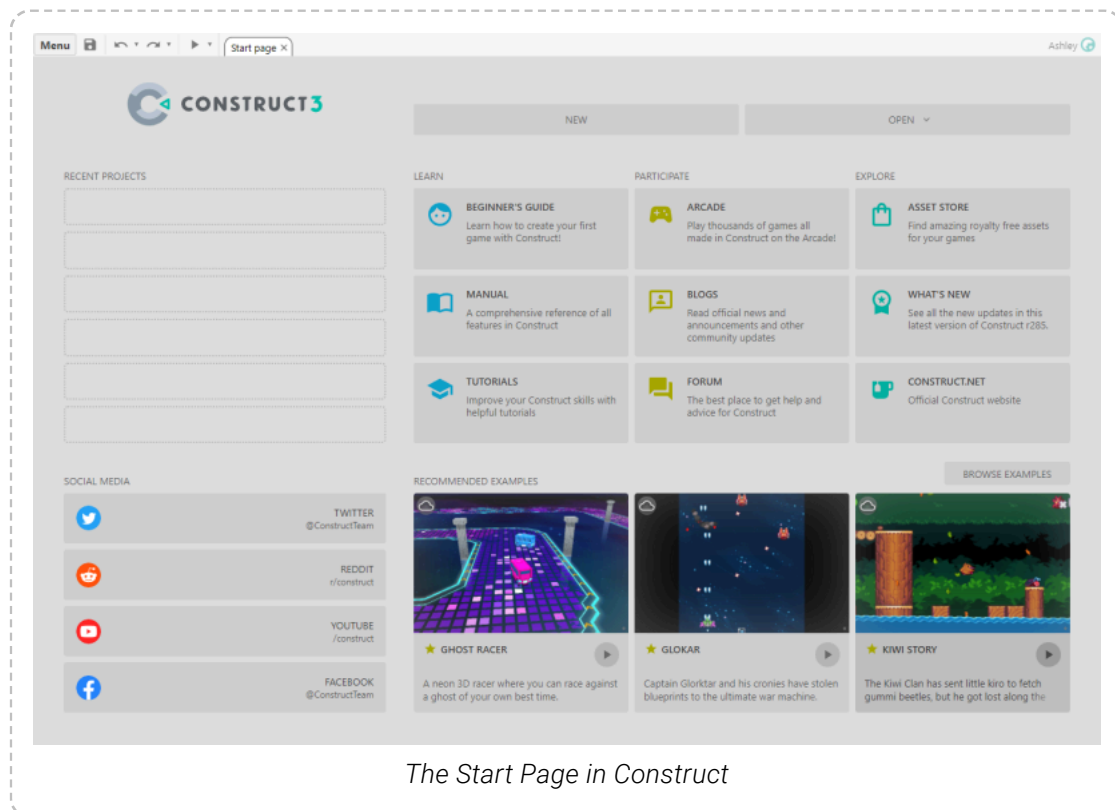 Menu
Start page ×
Ashley
CONSTRUCT3
NEW
OPEN
RECENT PROJECTS
LEARN
BEGINNER'S GUIDE
Learn how to create your first
game with Construct!
MANUAL
A comprehensive reference of all
features in Construct
TUTORIALS
Improve your Construct skills with
helpful tutorials
PARTICIPATE
ARCADE
Play thousands of games all
made in Construct on the Arcade!
BLOGS
Read official news and
announcements and other
community updates
FORUM
The best place to get help and
advice for Construct
EXPLORE
ASSET STORE
Find amazing royalty free assets
for your games
WHAT'S NEW
See all the new updates in this
latest version of Construct r285.
CONSTRUCT.NET
Official Construct website
SOCIAL MEDIA
TWITTER
@ConstructTeam
REDDIT
r/construct
YOUTUBE
/construct
FACEBOOK
@ConstructTeam
RECOMMENDED EXAMPLES
BROWSE EXAMPLES
GHOST RACER
A neon 3D racer where you can race against
a ghost of your own best time.
GLOKAR
Captain Glorktar and his cronies have stolen
blueprints to the ultimate war machine.
KIWI STORY
The Kiwi Clan has sent little kiro to fetch
gummi beetles, but he got lost along the
The Start Page in Construct